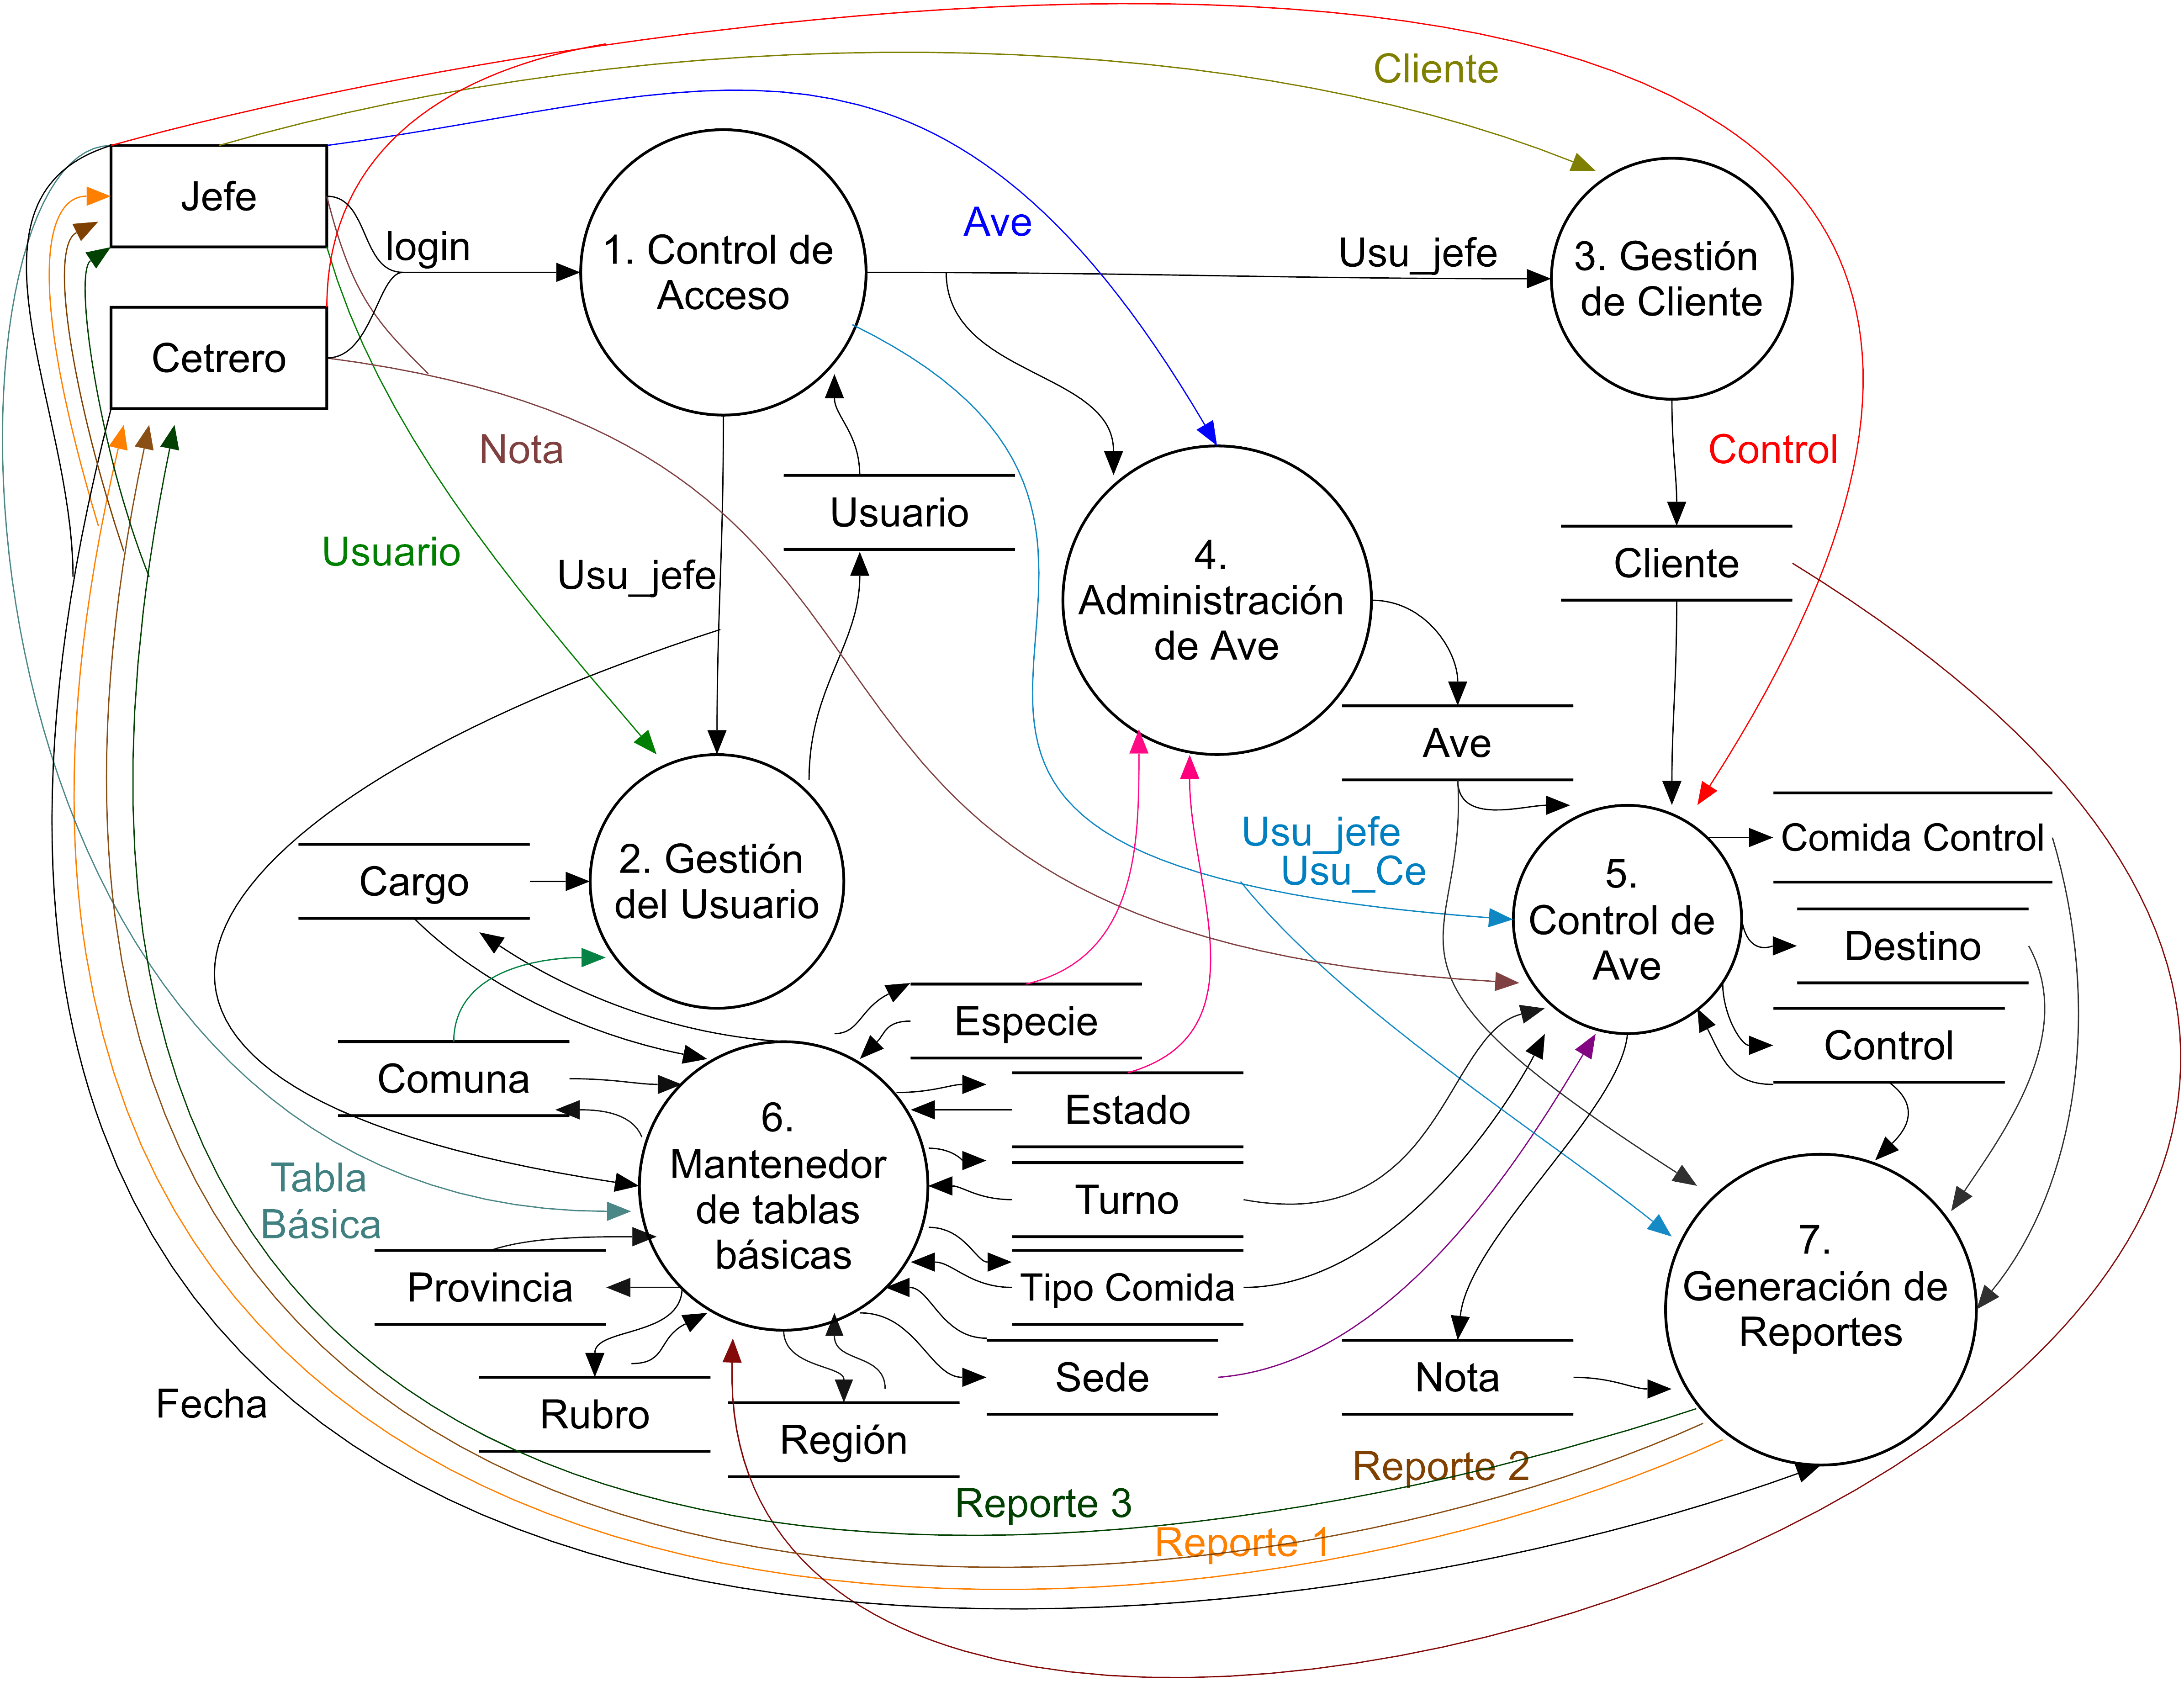 Cliente
Jefe
Ave
login
1. Control de
Acceso
Usu_jefe
3. Gestión
de Cliente
Cetrero
Nota
Control
Usuario
Usuario
Usu_jefe
4.
Administración
de Ave
Cliente
Ave
Usu_jefe
Usu_Ce
Comida Control
Cargo
2. Gestión
del Usuario
5.
Control de
Ave
Destino
Especie
Control
Comuna
Estado
6.
Mantenedor
de tablas
básicas
Tabla
Básica
Turno
7.
Generación de
Reportes
Provincia
Tipo Comida
Sede
Nota
Fecha
Rubro
Región
Reporte 2
Reporte 3
Reporte 1